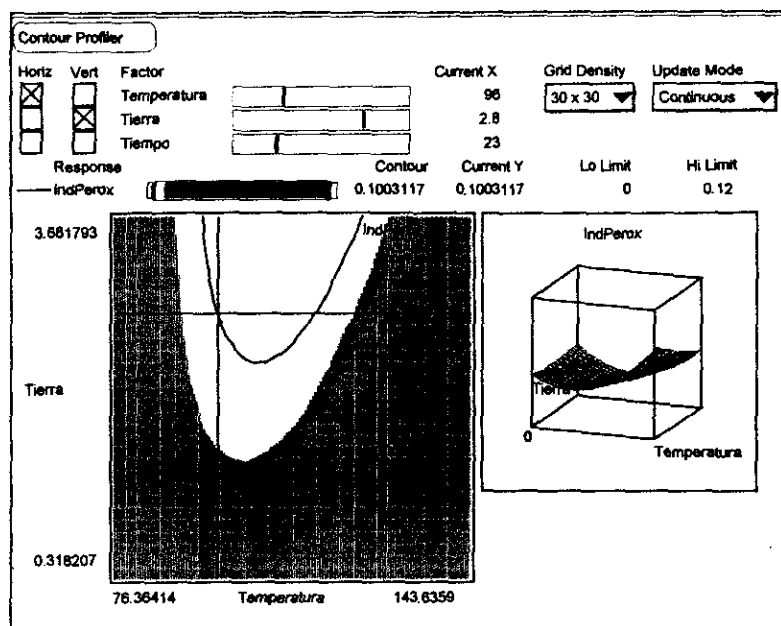 Contour Profiler
Horiz Vert Factor Current X Grid Density Update Mode
Temperatura 96 30 x 30 Continuous
Tierra 2.8
Tiempo 23
Response Contour Current Y Lo Limit Hi Limit
IndPerox 0.1003117 0.1003117 0 0.12
3.681793
Ind
IndPerox
Tierra
Tierra
0
Temperatura
0.318207
76.36414 Temperatura 143.6359